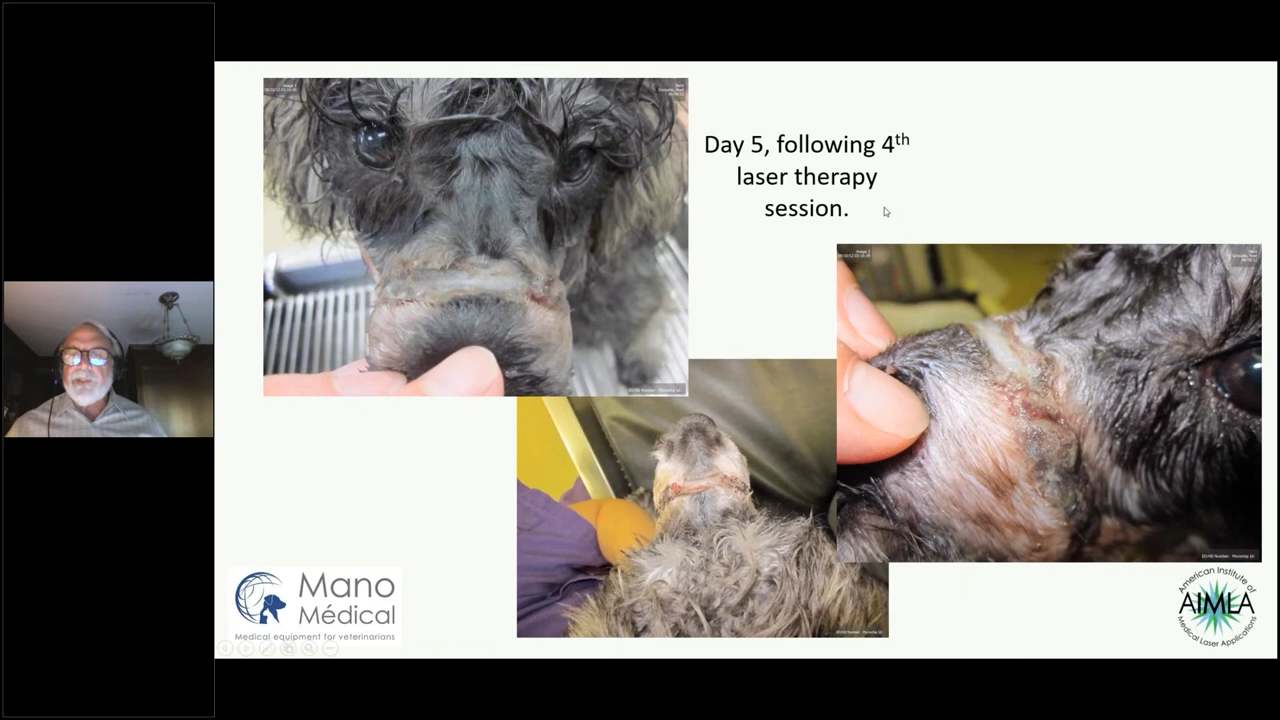 Day 5, following 4th
laser therapy
session.
Mano
Médical
Medical equipment for veterinarians
American Institute of
AIMLA
Medical Laser Applications